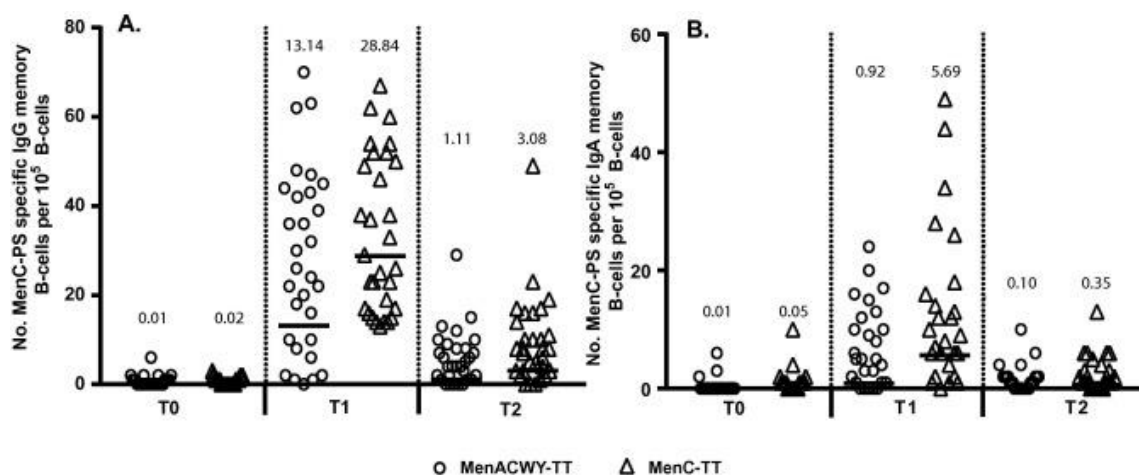 A.
No. MenC-PS specific IgG memory
B-cells per 10⁵ B-cells
80
60
40
20
0
0.01
0.02
13.14
28.84
1.11
3.08
T0
T1
T2
B.
No. MenC-PS specific IgA memory
B-cells per 10⁵ B-cells
60
40
20
0
0.01
0.05
0.92
5.69
0.10
0.35
T0
T1
T2
MenACWY-TT
MenC-TT